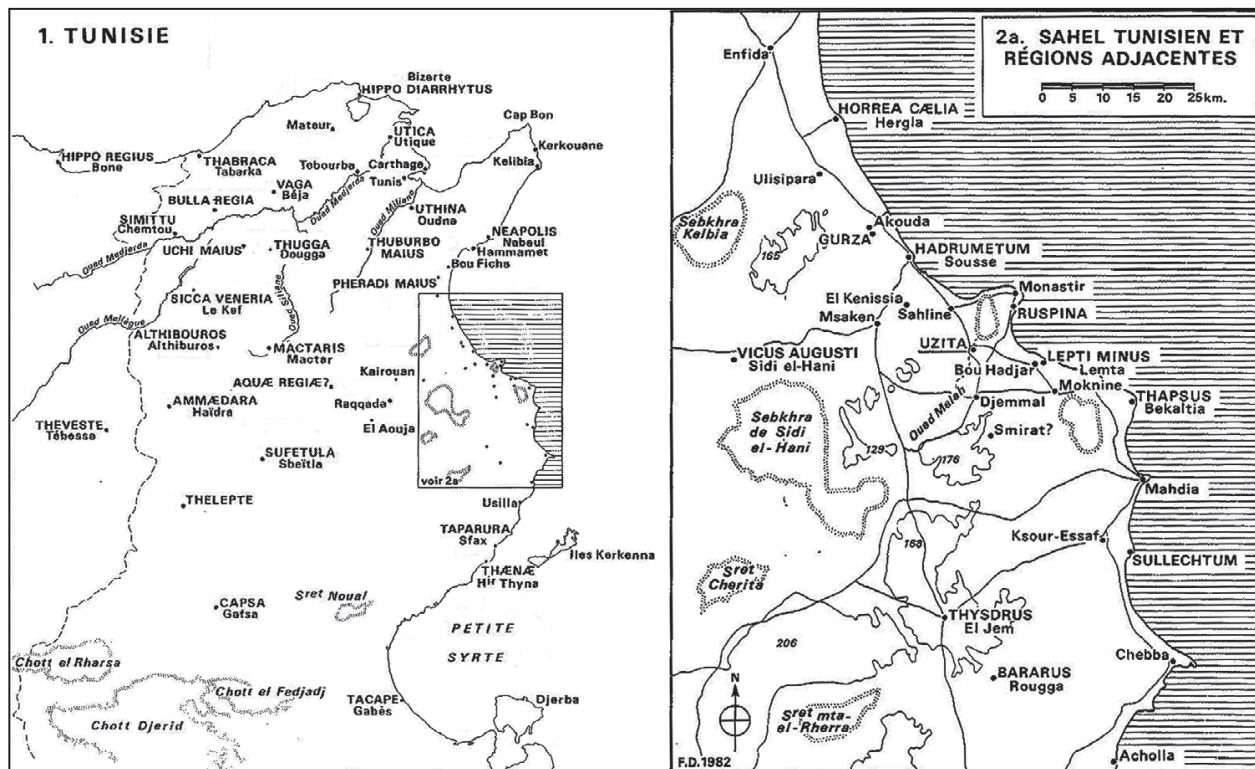 1. TUNISIE
Bizerte
HIPPO DIARRHYTUS
Mateur
Cap Bon
UTICA
Utique
Kerkouane
HIPPO REGIUS
Bone
THABRACA
Tabarka
Tebourba
Carthage
Kelibia
Tunis
VAGA
Béja
Oued Medjerda
Oued Miliane
BULLA REGIA
UTHINA
Oudna
SIMITTU
Chemtou
NEAPOLIS
Nabeul
Hammamet
UCHI MAIUS
THUGGA
Dougga
THUBURBO
MAIUS
Oued Medjerda
Bou Ficha
PHERADI MAIUS
Oued Siliane
SICCA VENERIA
Le Kef
Oued Mellègue
ALTHIBUROS
Althiburos
MACTARIS
Mactar
Kairouan
AQUÆ REGIÆ?
Raqqada
AMMÆDARA
Haïdra
El Aouja
THEVESTE
Tébessa
SUFETULA
Sbeïtla
voir 2a
THELEPTE
Usilla
TAPARURA
Sfax
Iles Kerkenna
THÆNÆ
Hir Thyna
CAPSA
Gafsa
Sret Noual
PETITE
SYRTE
Chott el Rharsa
Chott el Fedjadj
Chott Djerid
TACAPE
Gabès
Djerba
2a. SAHEL TUNISIEN ET
RÉGIONS ADJACENTES
0 5 10 15 20 25km.
Enfida
HORREA CÆLIA
Hergla
Ulisipara
Sebkhra
Kelbia
Akouda
GURZA
165
HADRUMETUM
Sousse
Monastir
El Kenissia
Sahline
RUSPINA
Msaken
UZITA
VICUS AUGUSTI
Sidi el-Hani
LEPTI MINUS
Lemta
Bou Hadjar
Moknine
Oued Melah
Djemmal
THAPSUS
Bekaltia
Sebkhra
de Sidi
el-Hani
Smirat?
129
176
Mahdia
Ksour-Essaf
168
SULLECHTUM
Sret
Cherita
THYSDRUS
El Jem
206
Chebba
BARARUS
Rougga
N
Sret mta-
el-Rherra
F.D.1982
Acholla